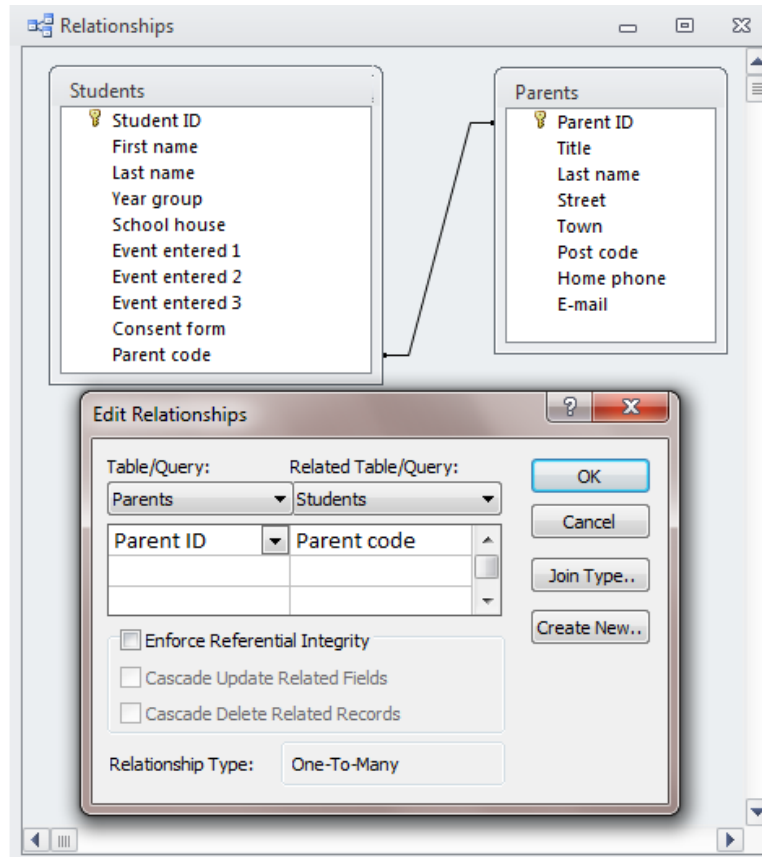 Relationships
Students
Student ID
First name
Last name
Year group
School house
Event entered 1
Event entered 2
Event entered 3
Consent form
Parent code
Parents
Parent ID
Title
Last name
Street
Town
Post code
Home phone
E-mail
Edit Relationships
?
Table/Query: Related Table/Query:
Parents Students
Parent ID Parent code
OK
Cancel
Join Type..
Create New..
Enforce Referential Integrity
Cascade Update Related Fields
Cascade Delete Related Records
Relationship Type: One-To-Many